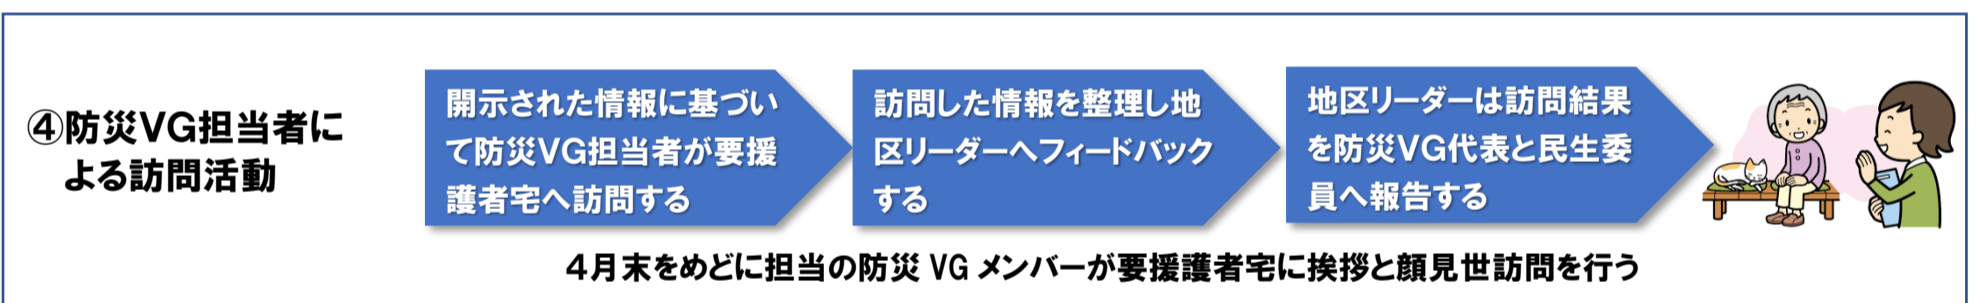 ④防災VG担当者に
よる訪問活動
開示された情報に基づい
て防災VG担当者が要援
護者宅へ訪問する
訪問した情報を整理し地
区リーダーへフィードバック
する
地区リーダーは訪問結果
を防災VG代表と民生委
員へ報告する
４月末をめどに担当の防災 VG メンバーが要援護者宅に挨拶と顔見世訪問を行う